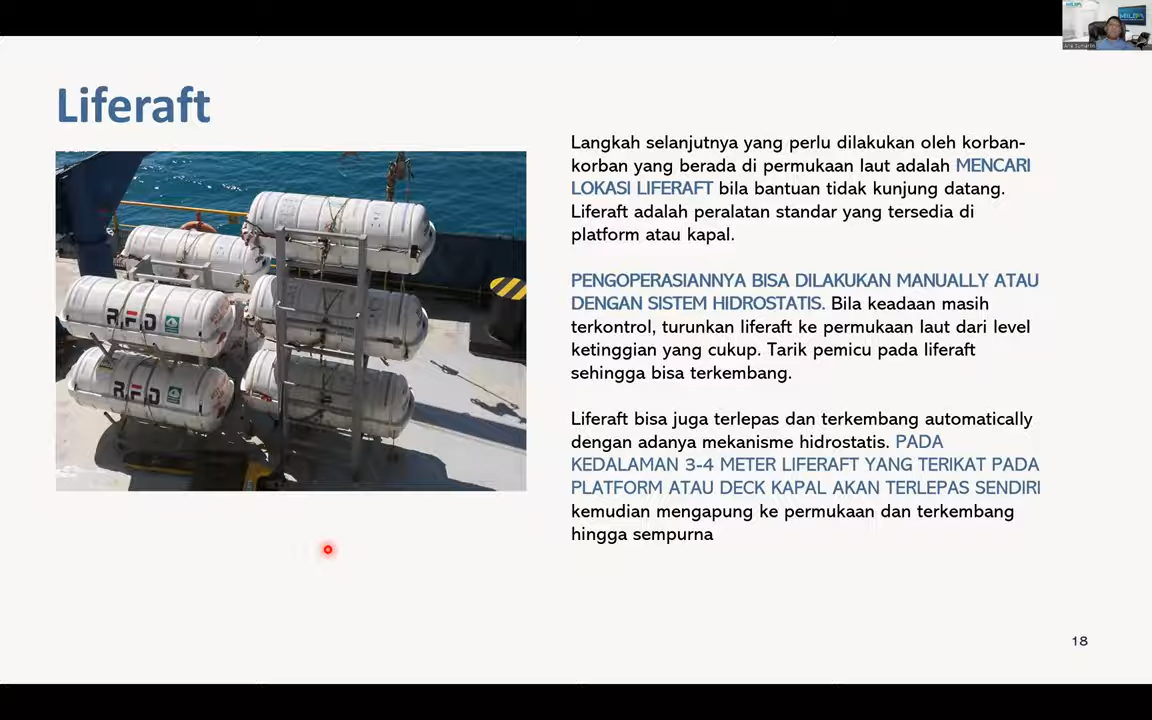 Liferaft
Langkah selanjutnya yang perlu dilakukan oleh korban-
korban yang berada di permukaan laut adalah MENCARI
LOKASI LIFERAFT bila bantuan tidak kunjung datang.
Liferaft adalah peralatan standar yang tersedia di
platform atau kapal.
PENGOPERASIANNYA BISA DILAKUKAN MANUALLY ATAU
DENGAN SISTEM HIDROSTATIS. Bila keadaan masih
terkontrol, turunkan liferaft ke permukaan laut dari level
ketinggian yang cukup. Tarik pemicu pada liferaft
sehingga bisa terkembang.
Liferaft bisa juga terlepas dan terkembang automatically
dengan adanya mekanisme hidrostatis. PADA
KEDALAMAN 3-4 METER LIFERAFT YANG TERIKAT PADA
PLATFORM ATAU DECK KAPAL AKAN TERLEPAS SENDIRI
kemudian mengapung ke permukaan dan terkembang
hingga sempurna
RFD
RFD
18